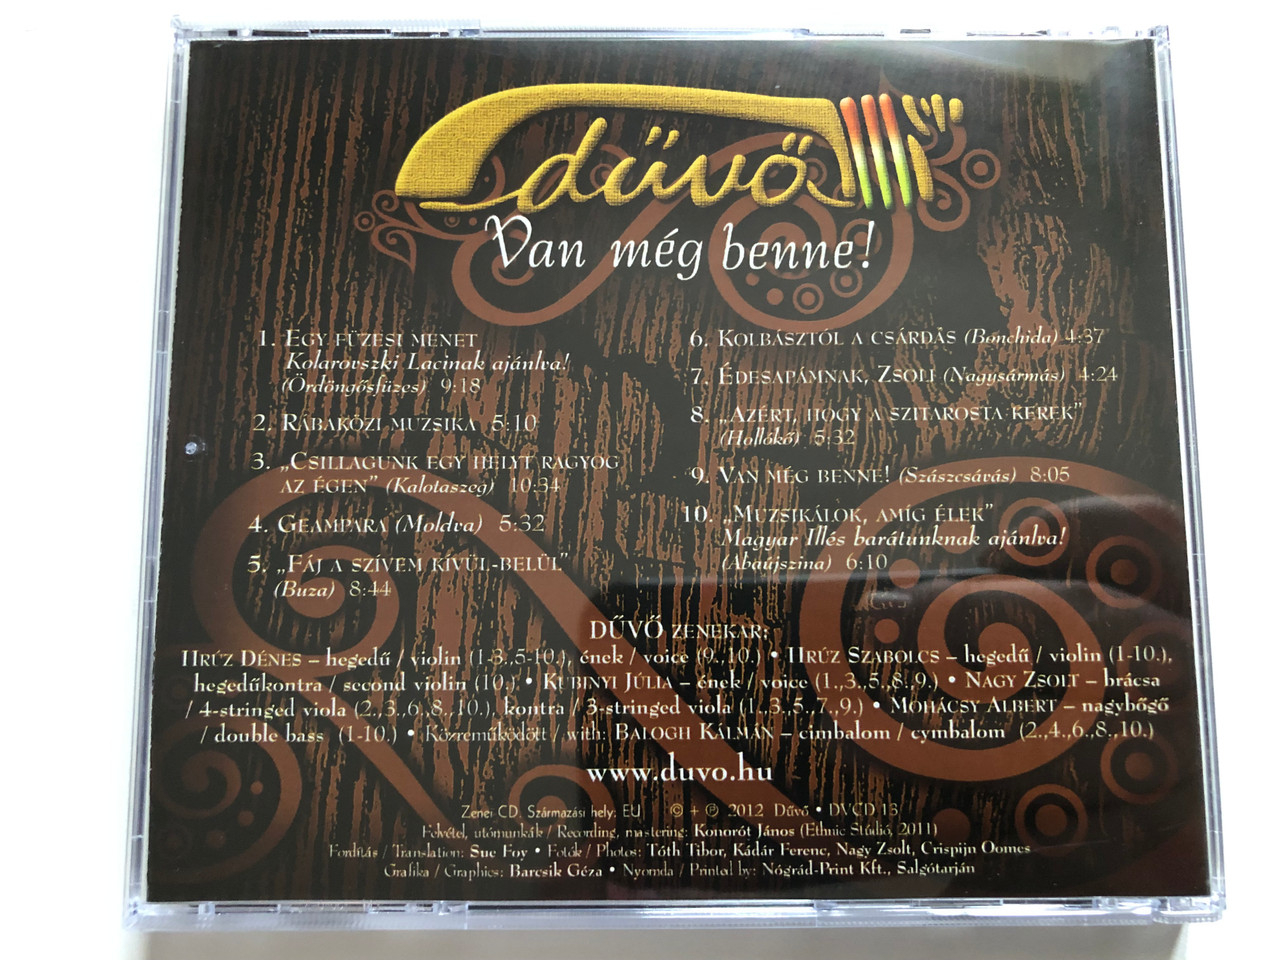 dűvő
Van még benne!
1. Egy füzesi menet
Kolarovszki Lacinak ajánlva!
(Ördöngősfüzes) 9:18
2. Rábaközi muzsika 5:10
3. „Csillagunk egy helyt ragyog
az égen” (Kalotaszeg) 10:34
4. Geampara (Moldva) 5:32
5. „Fáj a szívem kívül-belül”
(Buza) 8:44
6. Kolbásztól a csárdás (Bonchida) 4:37
7. Édesapámnak, Zsoli (Nagysármás) 4:24
8. „Azért, hogy a szitarosta kerek”
(Hollókő) 5:32
9. Van még benne! (Szászcsávás) 8:05
10. „Muzsikálok, amíg élek”
Magyar Illés barátunknak ajánlva!
(Abaújszina) 6:10
DŰVŐ zenekar:
Hrúz Dénes – hegedű / violin (1-3.,5-10.), ének / voice (9.,10.) • Hrúz Szabolcs – hegedű / violin (1-10.),
hegedűkontra / second violin (10.) • Kubinyi Júlia – ének / voice (1.,3.,5.,8.,9.) • Nagy Zsolt – brácsa
/ 4-stringed viola (2.,3.,6.,8.,10.), kontra / 3-stringed viola (1.,3.,5.,7.,9.) • Mohácsy Albert – nagybőgő
/ double bass (1-10.) • Közreműködött / with: Balogh Kálmán – cimbalom / cymbalom (2.,4.,6.,8.,10.)
www.duvo.hu
Zenei CD. Származási hely: EU © + ℗ 2012 Dűvő • DVCD 13
Felvétel, utómunkák / Recording, mastering: Konorót János (Ethnic Stúdió, 2011)
Fordítás / Translation: Sue Foy • Fotók / Photos: Tóth Tibor, Kádár Ferenc, Nagy Zsolt, Crispijn Oomes
Grafika / Graphics: Barcsik Géza • Nyomda / Printed by: Nógrád-Print Kft., Salgótarján